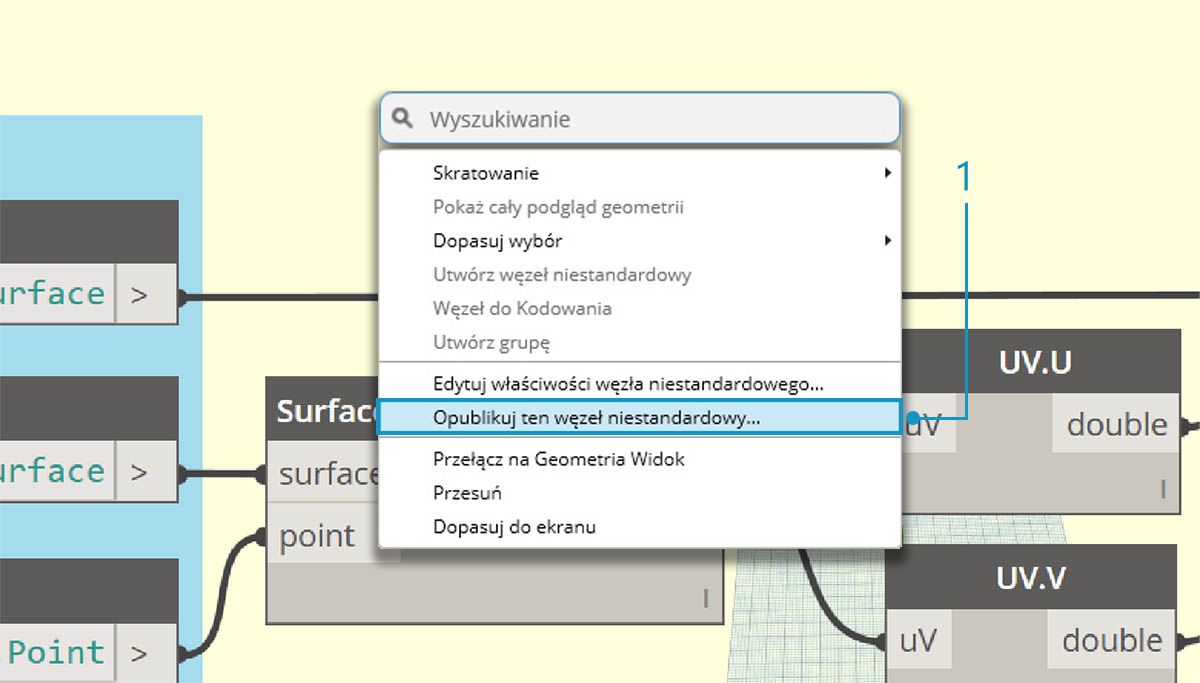 Wyszukiwanie
Skratowanie
Pokaż cały podgląd geometrii
Dopasuj wybór
Utwórz węzeł niestandardowy
Węzeł do Kodowania
Utwórz grupę
Edytuj właściwości węzła niestandardowego...
Opublikuj ten węzeł niestandardowy...
Przełącz na Geometria Widok
Przesuń
Dopasuj do ekranu
1
urface >
urface >
Point >
Surface
surface
point
I
UV.U
uV double
I
UV.V
uV double